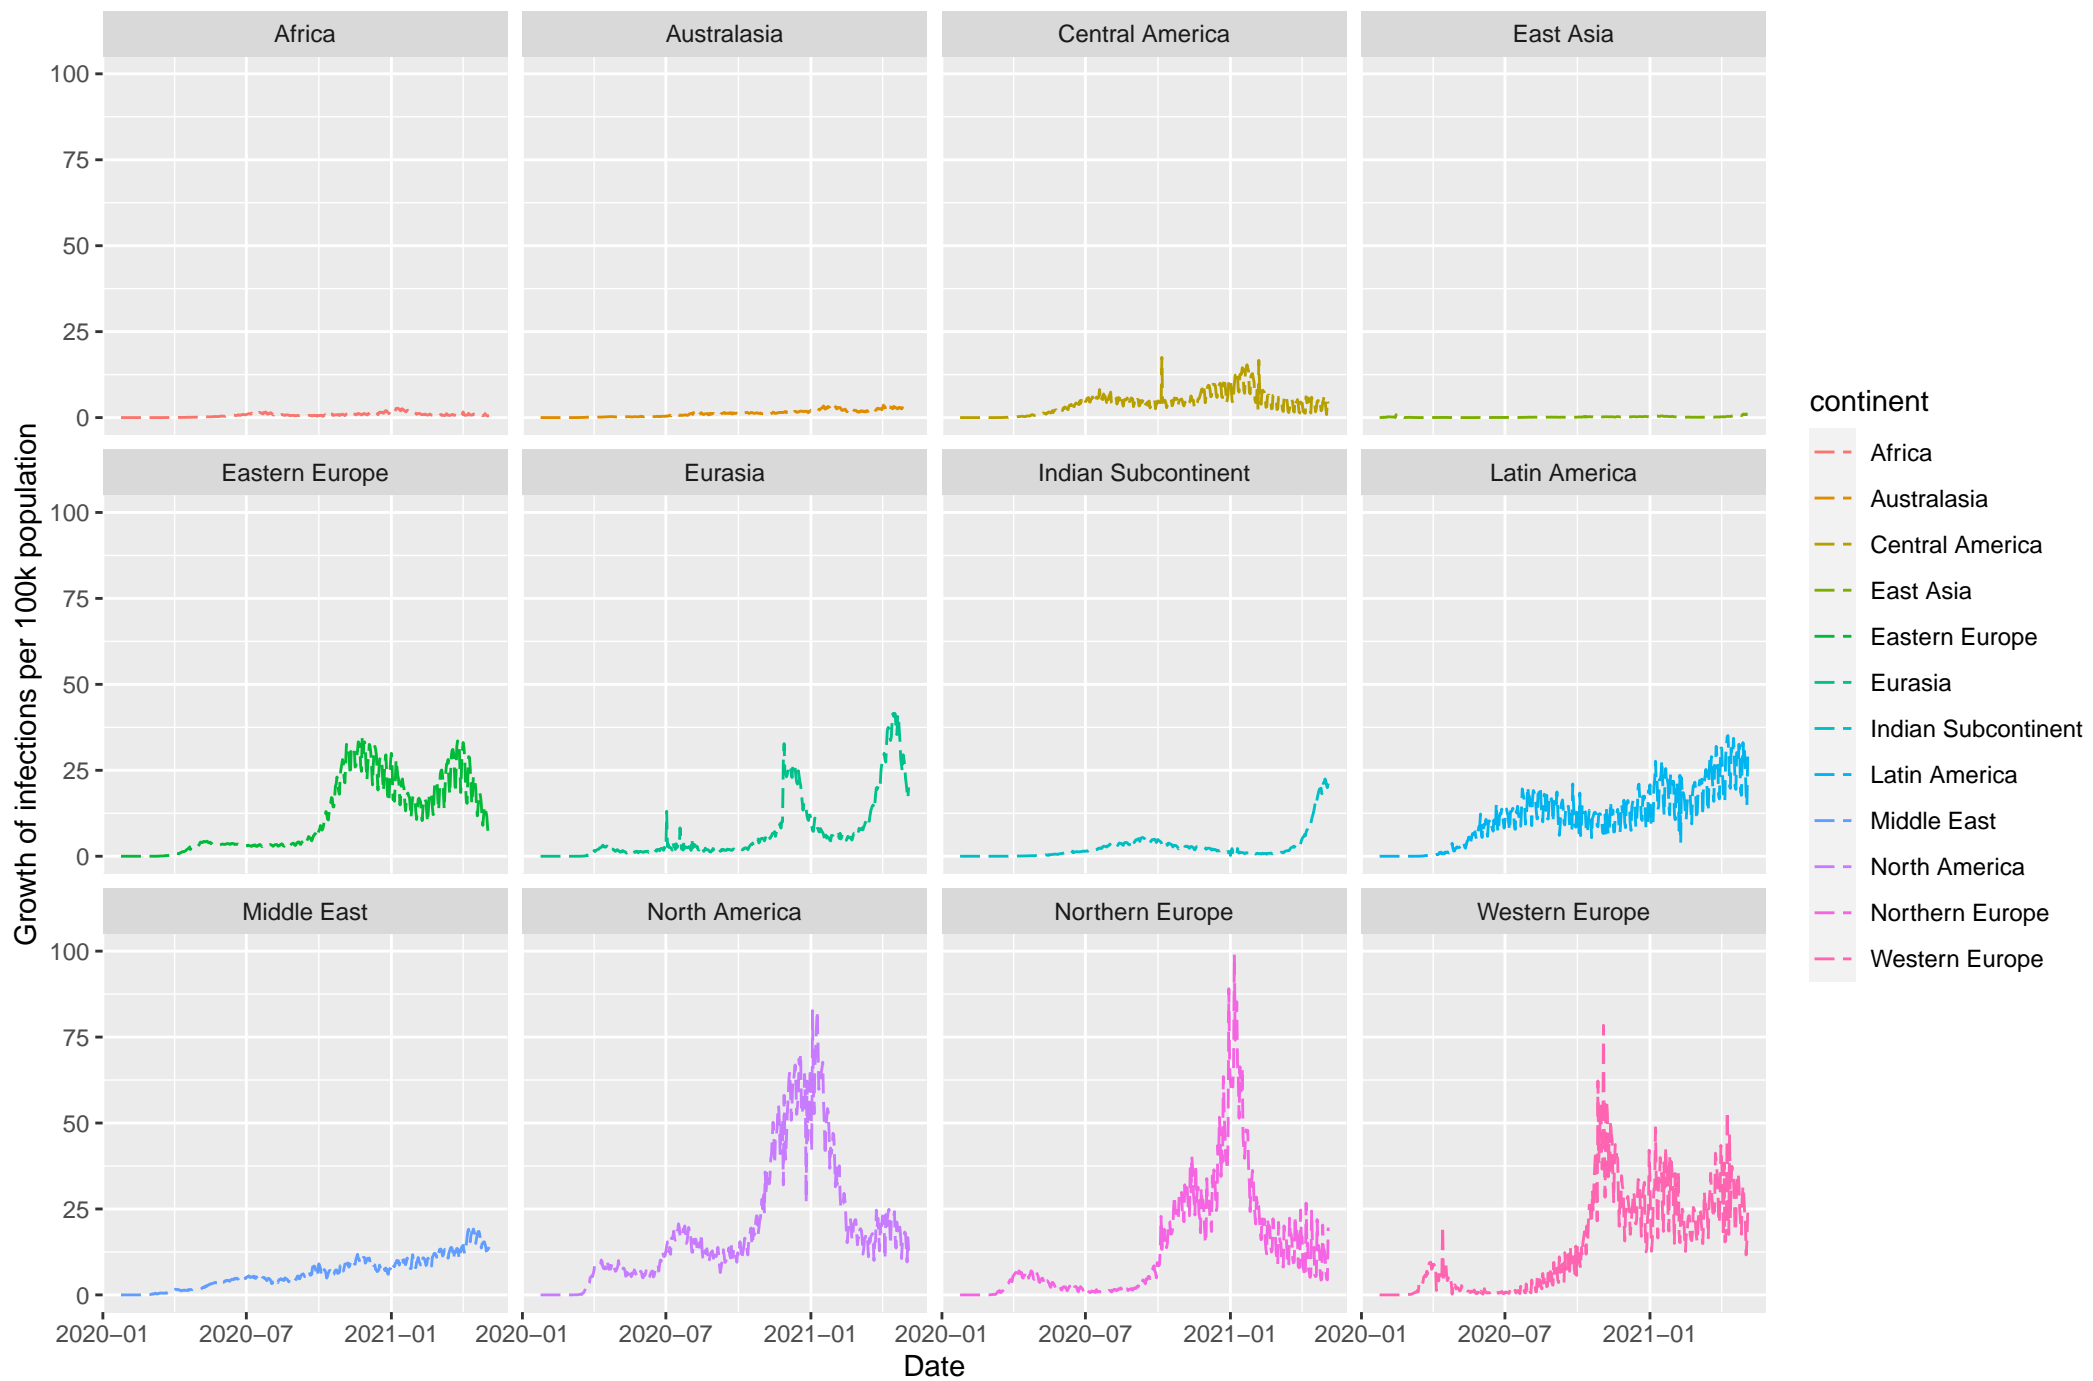 Africa
Australasia
Central America
East Asia
100
75
50
25
0
Eastern Europe
Eurasia
Indian Subcontinent
Latin America
100
75
50
25
0
Middle East
North America
Northern Europe
Western Europe
100
75
50
25
0
2020−01
2020−07
2021−01
2020−01
2020−07
2021−01
2020−01
2020−07
2021−01
2020−01
2020−07
2021−01
Date
Growth of infections per 100k population
continent
Africa
Australasia
Central America
East Asia
Eastern Europe
Eurasia
Indian Subcontinent
Latin America
Middle East
North America
Northern Europe
Western Europe